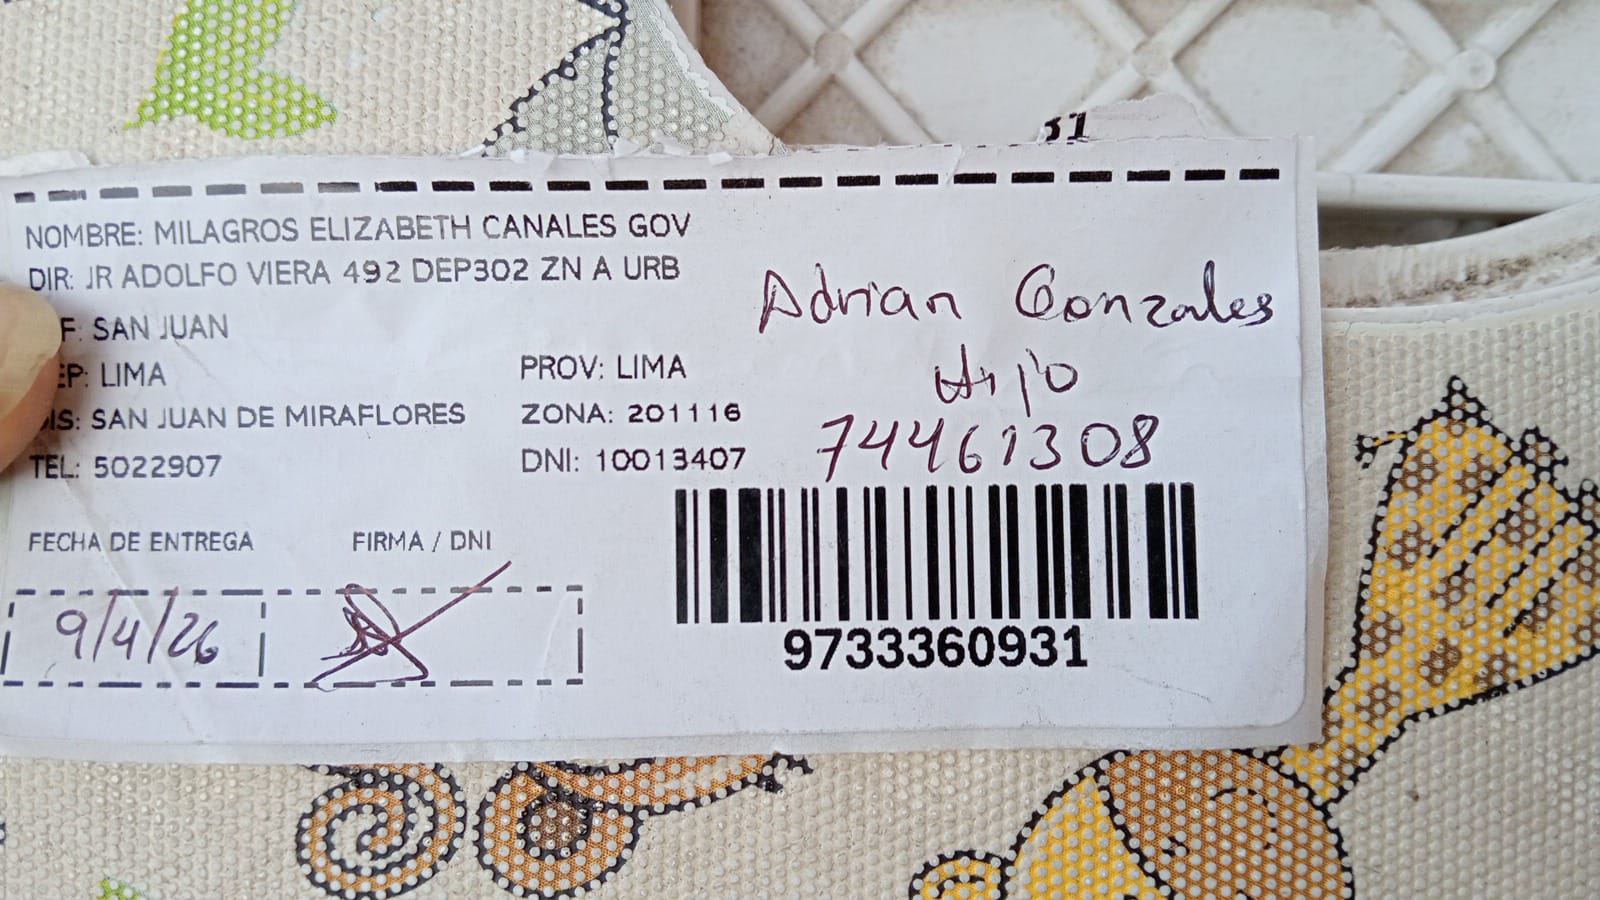 31
NOMBRE: MILAGROS ELIZABETH CANALES GOV
DIR: JR ADOLFO VIERA 492 DEP302 ZN A URB
F: SAN JUAN
EP: LIMA
PROV: LIMA
IS: SAN JUAN DE MIRAFLORES
ZONA: 201116
TEL: 5022907
DNI: 10013407
Adrian Gonzales
Hijo
74461308
FECHA DE ENTREGA
FIRMA / DNI
9/4/26
9733360931